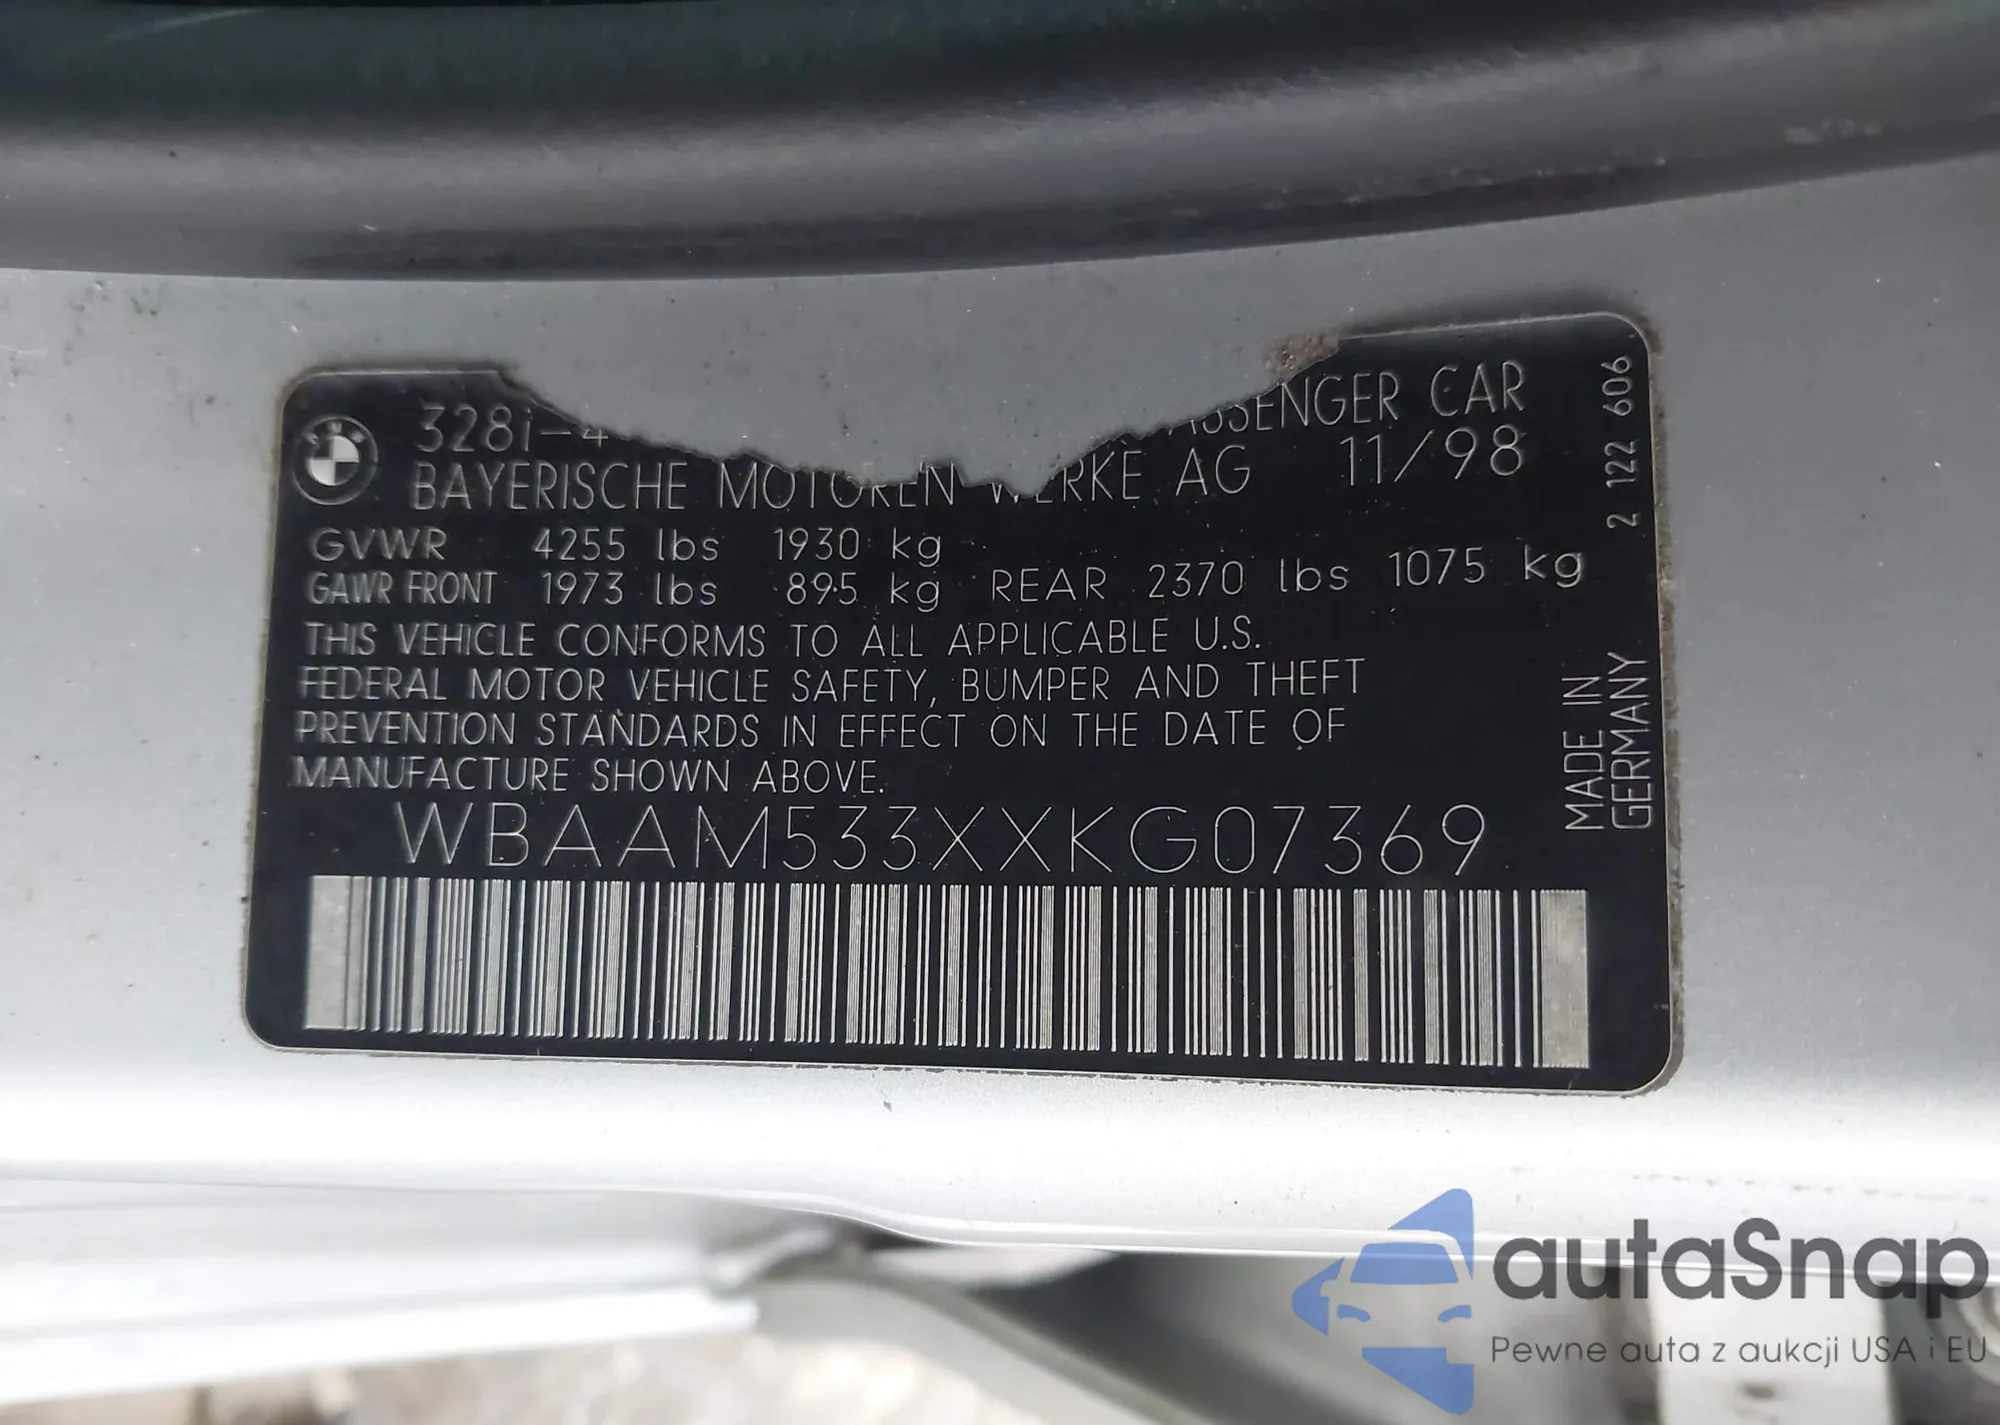 328i-4
PASSENGER CAR
BAYERISCHE MOTOREN WERKE AG 11/98
GVWR 4255 lbs 1930 kg
GAWR FRONT 1973 lbs 895 kg REAR 2370 lbs 1075 kg
THIS VEHICLE CONFORMS TO ALL APPLICABLE U.S.
FEDERAL MOTOR VEHICLE SAFETY, BUMPER AND THEFT
PREVENTION STANDARDS IN EFFECT ON THE DATE OF
MANUFACTURE SHOWN ABOVE.
WBAAM533XXKG07369
2 122 606
MADE IN
GERMANY
autaSnap
Pewne auta z aukcji USA i EU